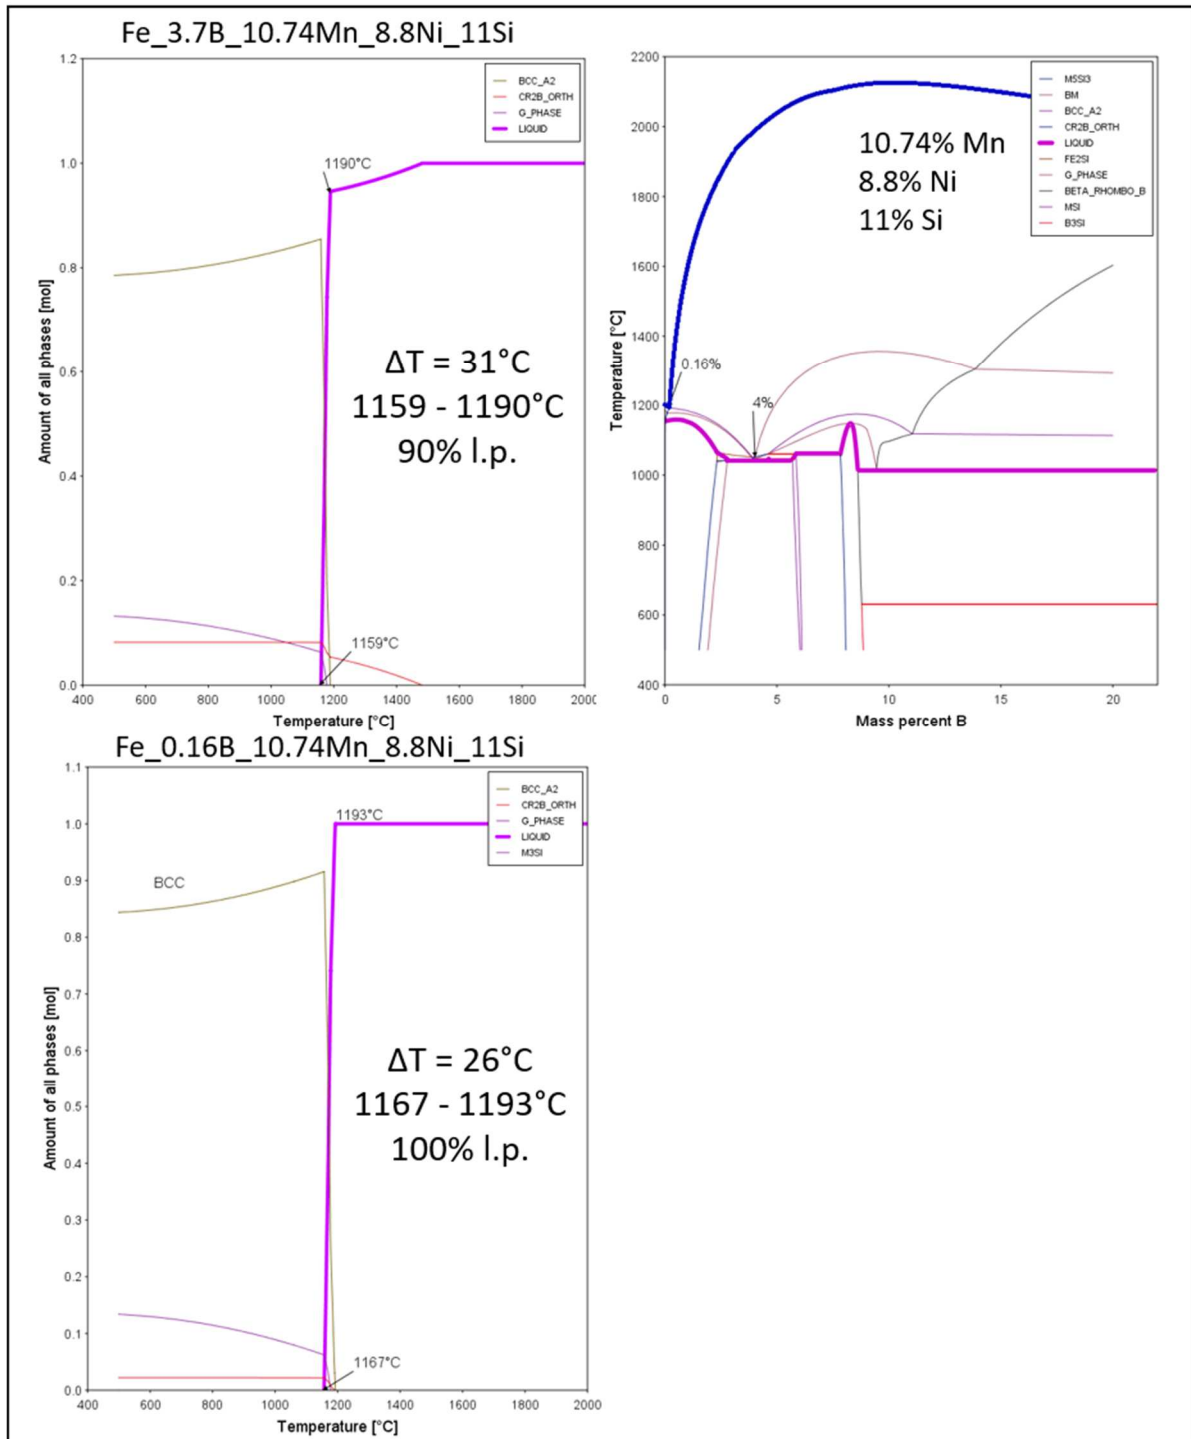 Fe_3.7B_10.74Mn_8.8Ni_11Si
1.2
1.0
0.8
0.6
0.4
0.2
0.0
Amount of all phases [mol]
BCC_A2
CR2B_ORTH
G_PHASE
LIQUID
1190°C
ΔT = 31°C
1159 - 1190°C
90% l.p.
1159°C
400 600 800 1000 1200 1400 1600 1800 2000
Temperature [°C]
2200
2000
1800
1600
1400
1200
1000
800
600
400
Temperature [°C]
10.74% Mn
8.8% Ni
11% Si
M5SI3
BM
BCC_A2
CR2B_ORTH
LIQUID
FE2SI
G_PHASE
BETA_RHOMBO_B
MSI
B3SI
0.16%
4%
0 5 10 15 20
Mass percent B
Fe_0.16B_10.74Mn_8.8Ni_11Si
1.1
1.0
0.9
0.8
0.7
0.6
0.5
0.4
0.3
0.2
0.1
0.0
Amount of all phases [mol]
1193°C
BCC_A2
CR2B_ORTH
G_PHASE
LIQUID
M3SI
BCC
ΔT = 26°C
1167 - 1193°C
100% l.p.
1167°C
400 600 800 1000 1200 1400 1600 1800 2000
Temperature [°C]